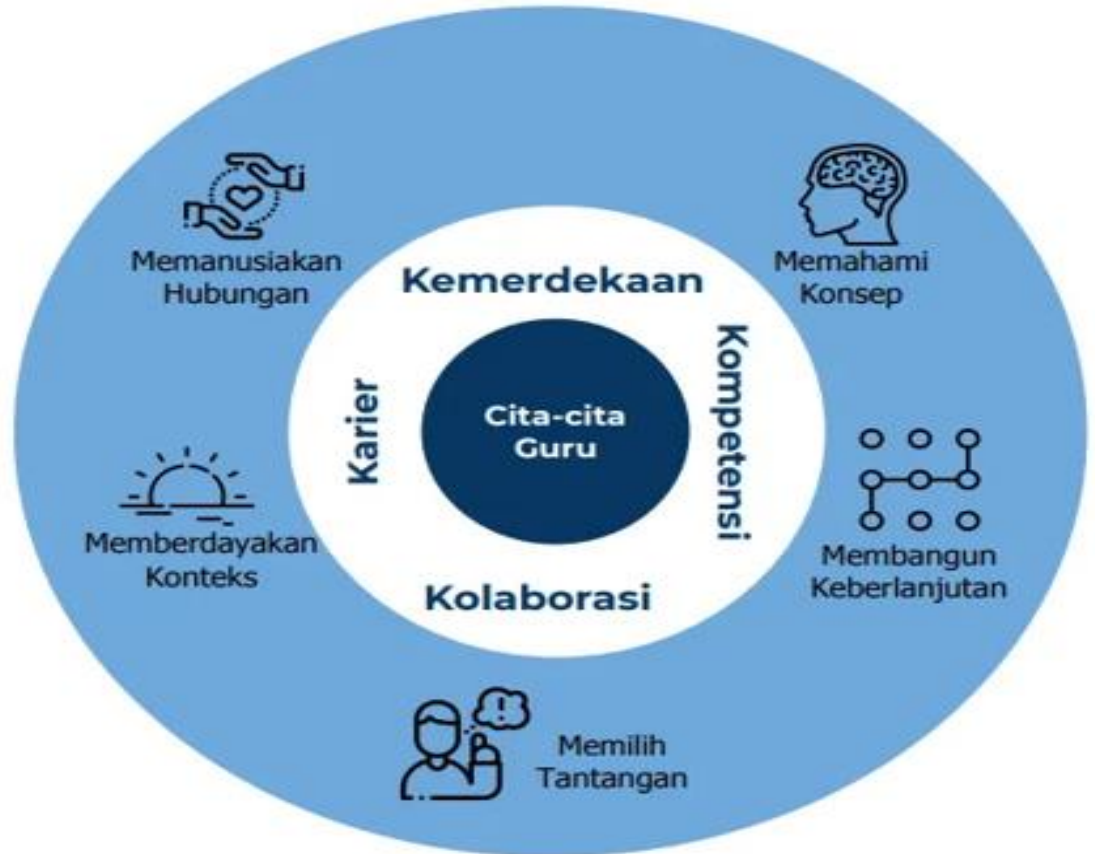 Memanusiakan
Hubungan
Memahami
Konsep
Kemerdekaan
Karier
Cita-cita
Guru
Kompetensi
Memberdayakan
Konteks
Membangun
Keberlanjutan
Kolaborasi
Memilih
Tantangan